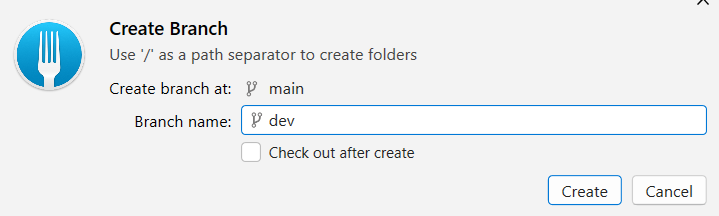 Create Branch
Use '/' as a path separator to create folders
Create branch at: main
Branch name: dev
Check out after create
Create Cancel